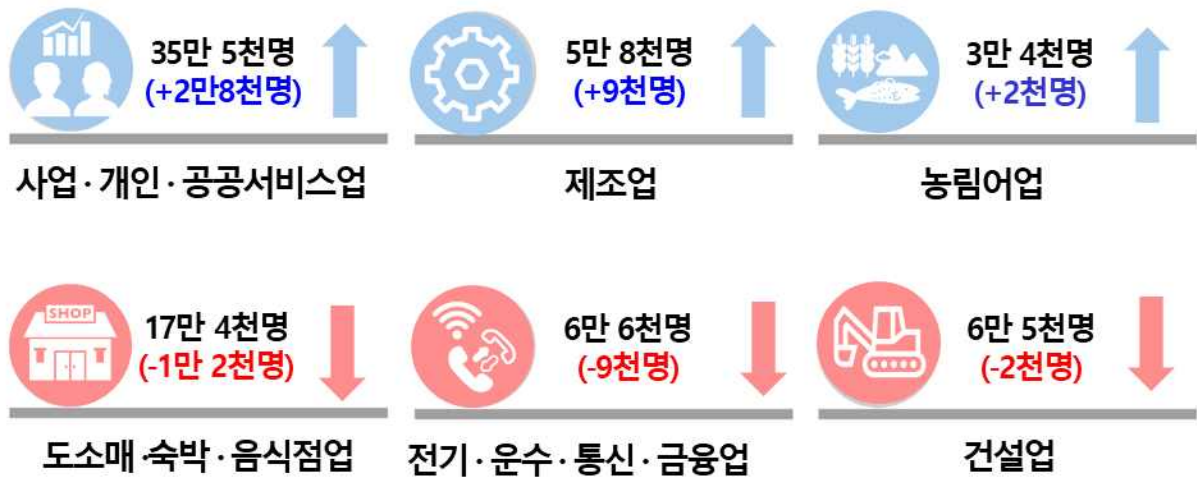 35만 5천명
(+2만8천명)
사업·개인·공공서비스업
5만 8천명
(+9천명)
제조업
3만 4천명
(+2천명)
농림어업
SHOP
17만 4천명
(-1만 2천명)
도소매·숙박·음식점업
6만 6천명
(-9천명)
전기·운수·통신·금융업
6만 5천명
(-2천명)
건설업